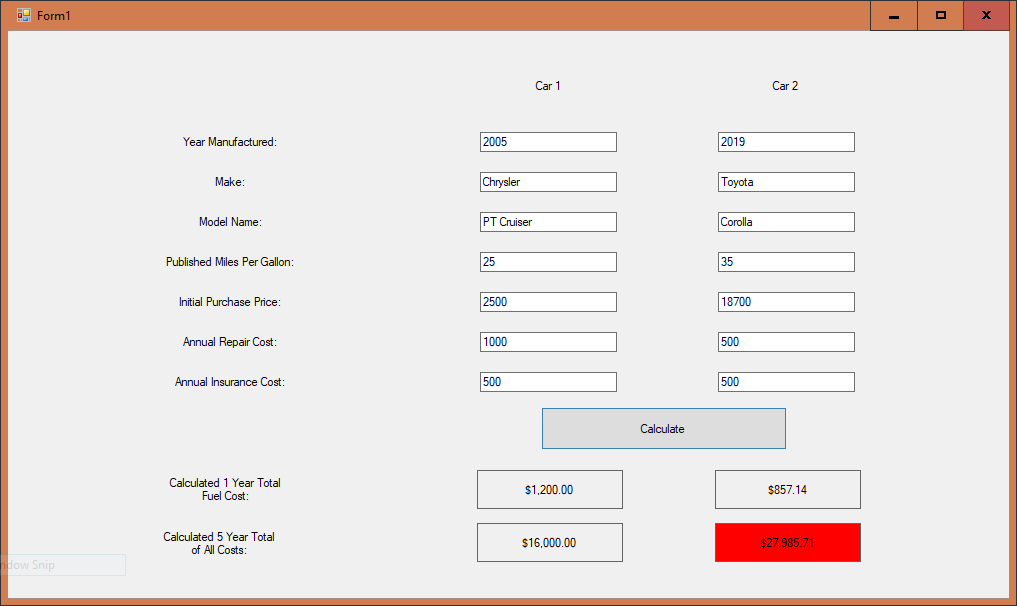 Form1
Car 1 Car 2
Year Manufactured: 2005 2019
Make: Chrysler Toyota
Model Name: PT Cruiser Corolla
Published Miles Per Gallon: 25 35
Initial Purchase Price: 2500 18700
Annual Repair Cost: 1000 500
Annual Insurance Cost: 500 500
Calculate
Calculated 1 Year Total
Fuel Cost:
$1,200.00 $857.14
Calculated 5 Year Total
of All Costs:
$16,000.00 $27,985.71
ndow Snip